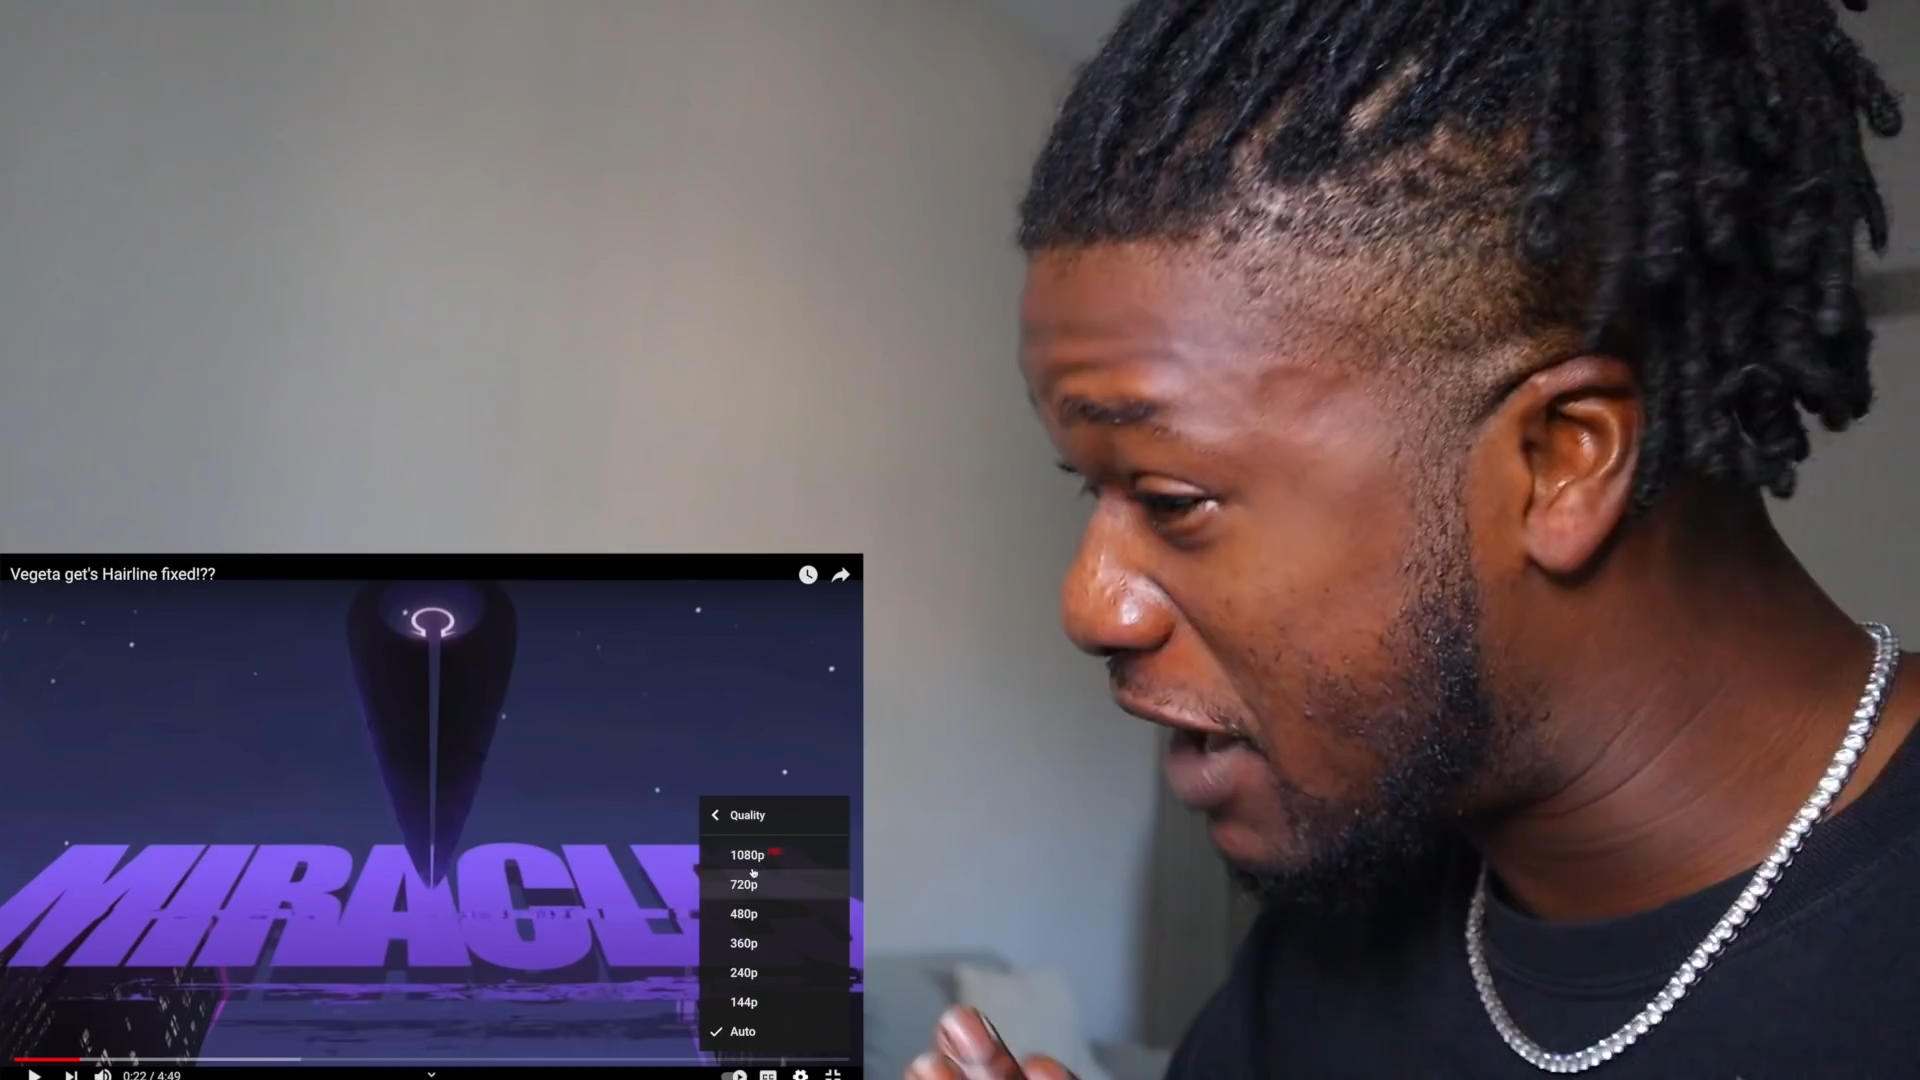 Vegeta get's Hairline fixed!??
MIRACLE
Quality
1080p
720p
480p
360p
240p
144p
Auto
0:22 / 4:49